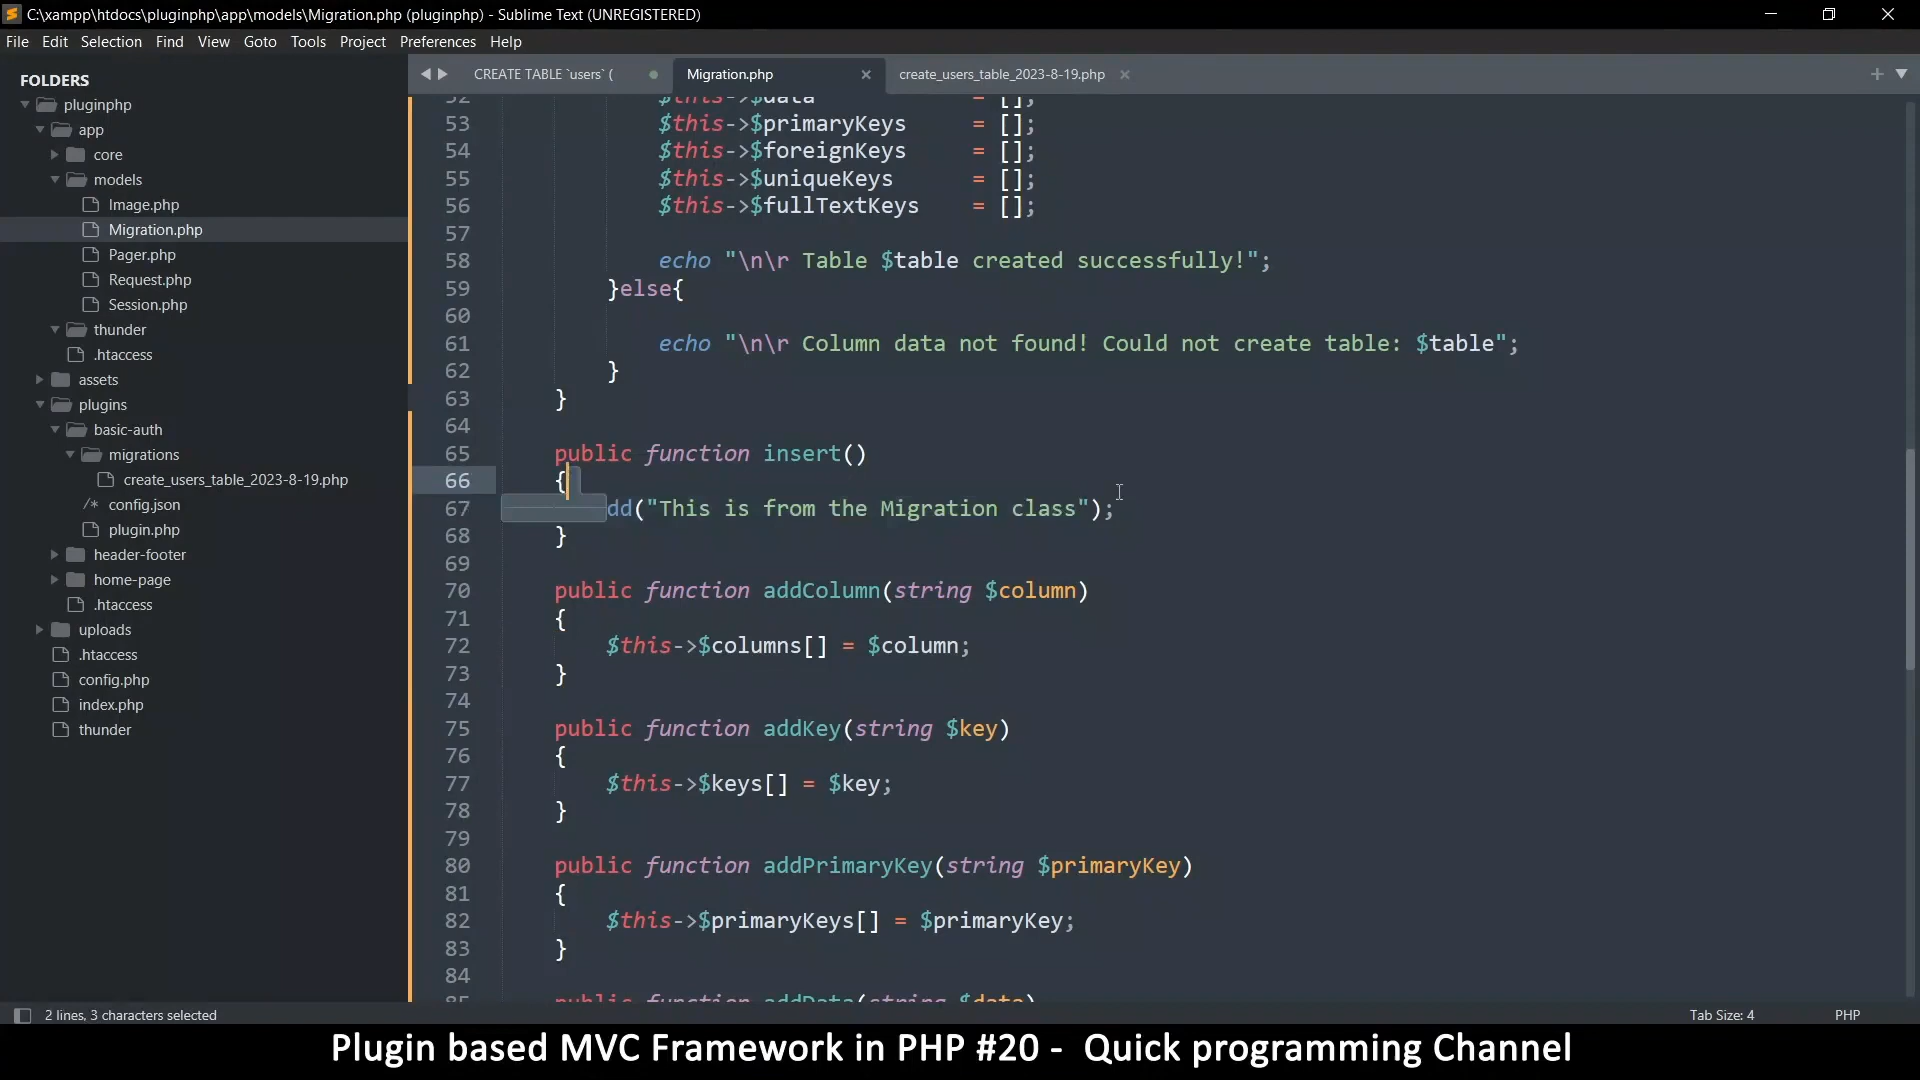 C:\xampp\htdocs\pluginphp\app\models\Migration.php (pluginphp) - Sublime Text (UNREGISTERED)
File Edit Selection Find View Goto Tools Project Preferences Help
FOLDERS
pluginphp
app
core
models
Image.php
Migration.php
Pager.php
Request.php
Session.php
thunder
.htaccess
assets
plugins
basic-auth
migrations
create_users_table_2023-8-19.php
config.json
plugin.php
header-footer
home-page
.htaccess
uploads
.htaccess
config.php
index.php
thunder
CREATE TABLE `users` ( Migration.php create_users_table_2023-8-19.php
52 $this->$data = [];
53 $this->$primaryKeys = [];
54 $this->$foreignKeys = [];
55 $this->$uniqueKeys = [];
56 $this->$fullTextKeys = [];
57
58 echo "\n\r Table $table created successfully!";
59 }else{
60
61 echo "\n\r Column data not found! Could not create table: $table";
62 }
63 }
64
65 public function insert()
66 {
67 dd("This is from the Migration class");
68 }
69
70 public function addColumn(string $column)
71 {
72 $this->$columns[] = $column;
73 }
74
75 public function addKey(string $key)
76 {
77 $this->$keys[] = $key;
78 }
79
80 public function addPrimaryKey(string $primaryKey)
81 {
82 $this->$primaryKeys[] = $primaryKey;
83 }
84
85 public function addData(string $data)
2 lines, 3 characters selected Tab Size: 4 PHP
Plugin based MVC Framework in PHP #20 - Quick programming Channel